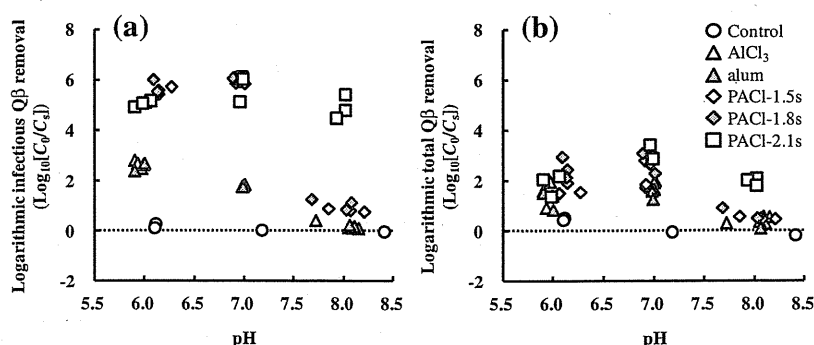 (a)
Logarithmic infectious Qβ removal
(Log₁₀[C₀/Cₛ])
8
6
4
2
0
-2
5.5 6.0 6.5 7.0 7.5 8.0 8.5
pH
(b)
Logarithmic total Qβ removal
(Log₁₀[C₀/Cₛ])
8
6
4
2
0
-2
5.5 6.0 6.5 7.0 7.5 8.0 8.5
pH
Control
AlCl₃
alum
PACl-1.5s
PACl-1.8s
PACl-2.1s